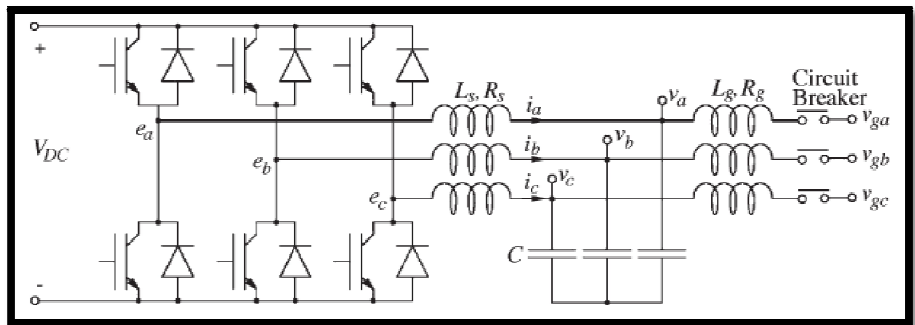 +
V_DC
-
e_a
e_b
e_c
L_s, R_s
i_a
i_b
i_c
v_a
v_b
v_c
C
L_g, R_g
Circuit
Breaker
v_ga
v_gb
v_gc